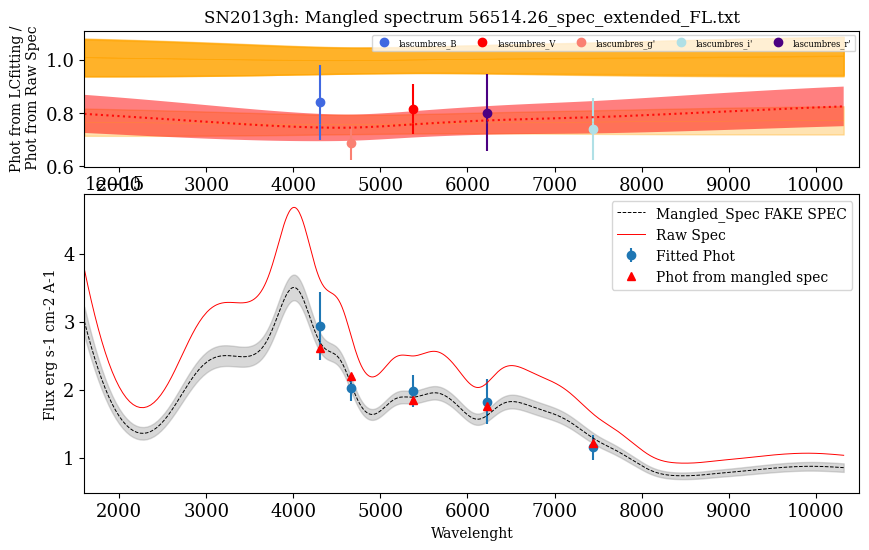 SN2013gh: Mangled spectrum 56514.26_spec_extended_FL.txt
Phot from LCfitting /
Phot from Raw Spec
1.0
0.8
0.6
lascumbres_B
lascumbres_V
lascumbres_g'
lascumbres_i'
lascumbres_r'
2000 3000 4000 5000 6000 7000 8000 9000 10000
1e−15
Flux erg s-1 cm-2 A-1
4
3
2
1
Mangled_Spec FAKE SPEC
Raw Spec
Fitted Phot
Phot from mangled spec
2000 3000 4000 5000 6000 7000 8000 9000 10000
Wavelenght